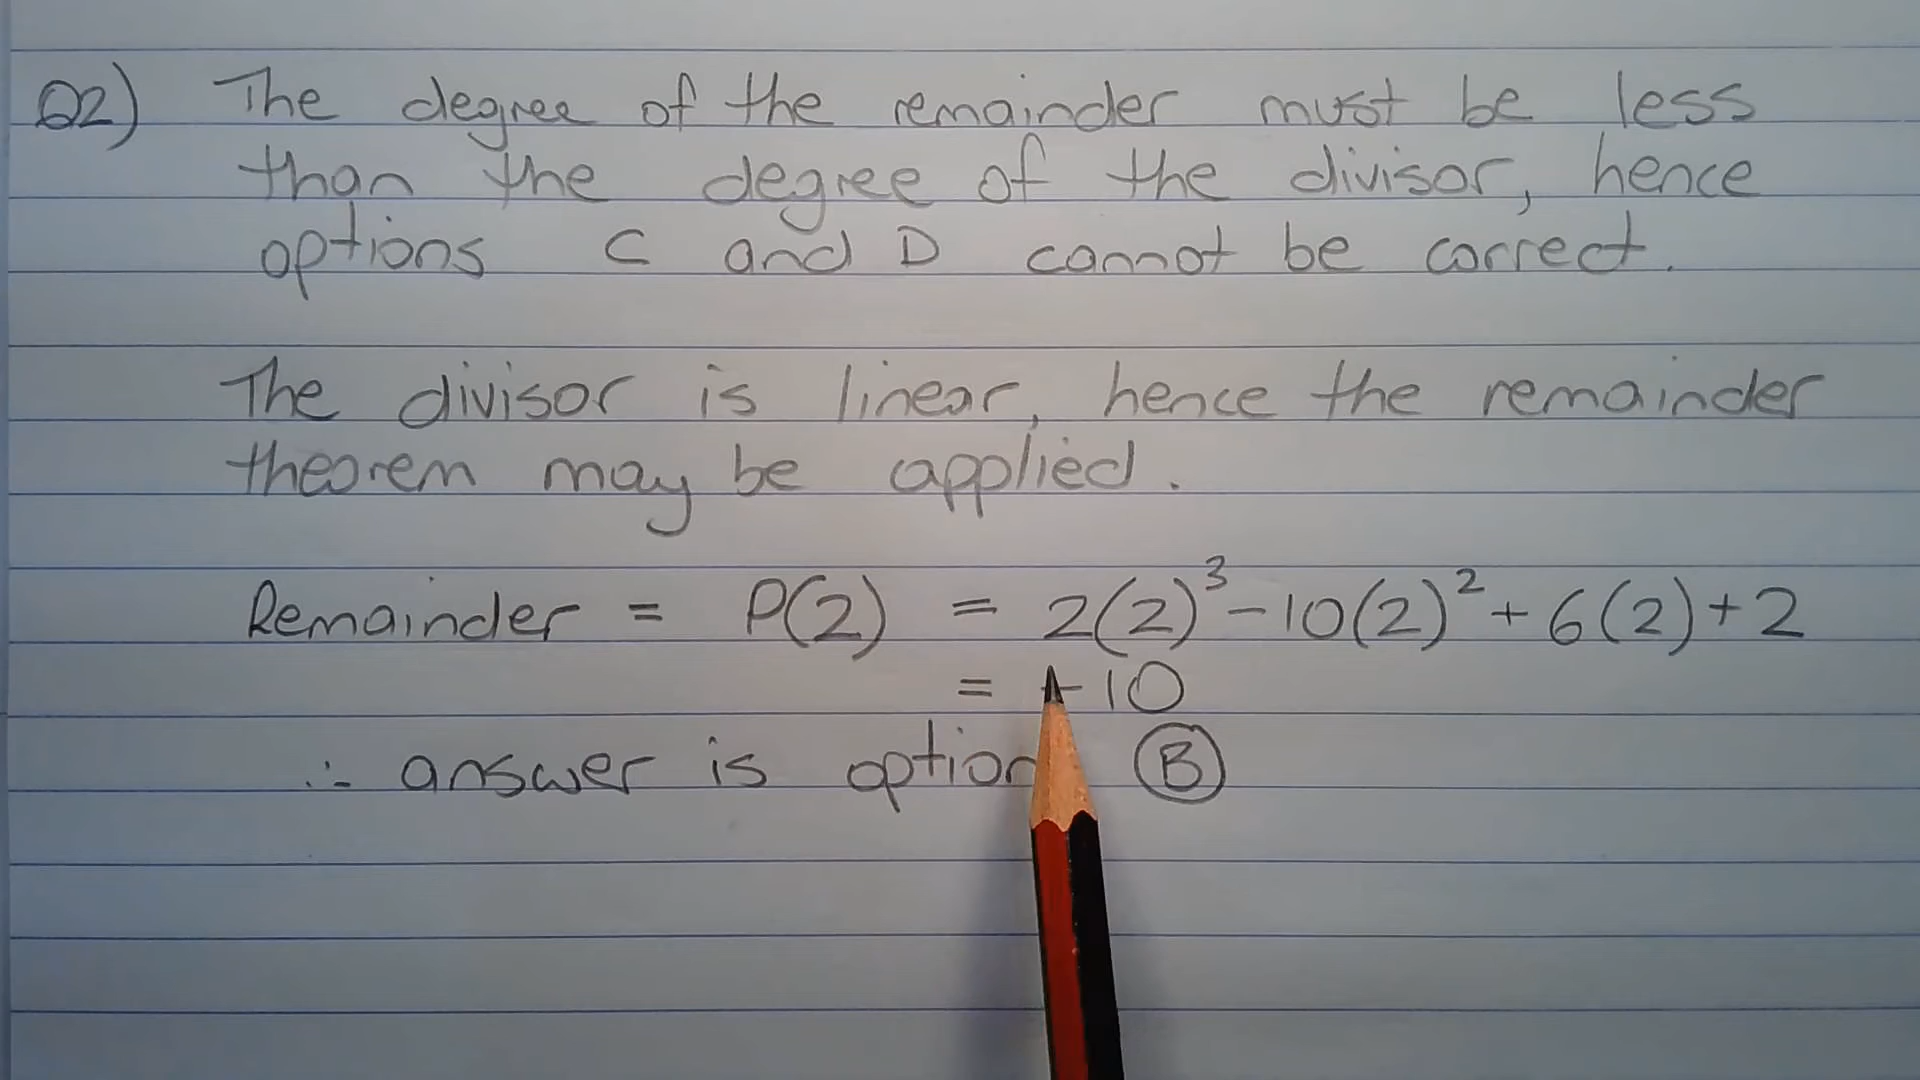 Q2) The degree of the remainder must be less
than the degree of the divisor, hence
options C and D cannot be correct.
The divisor is linear, hence the remainder
theorem may be applied.
Remainder = P(2) = 2(2)³-10(2)²+6(2)+2
= -10
∴ answer is option B